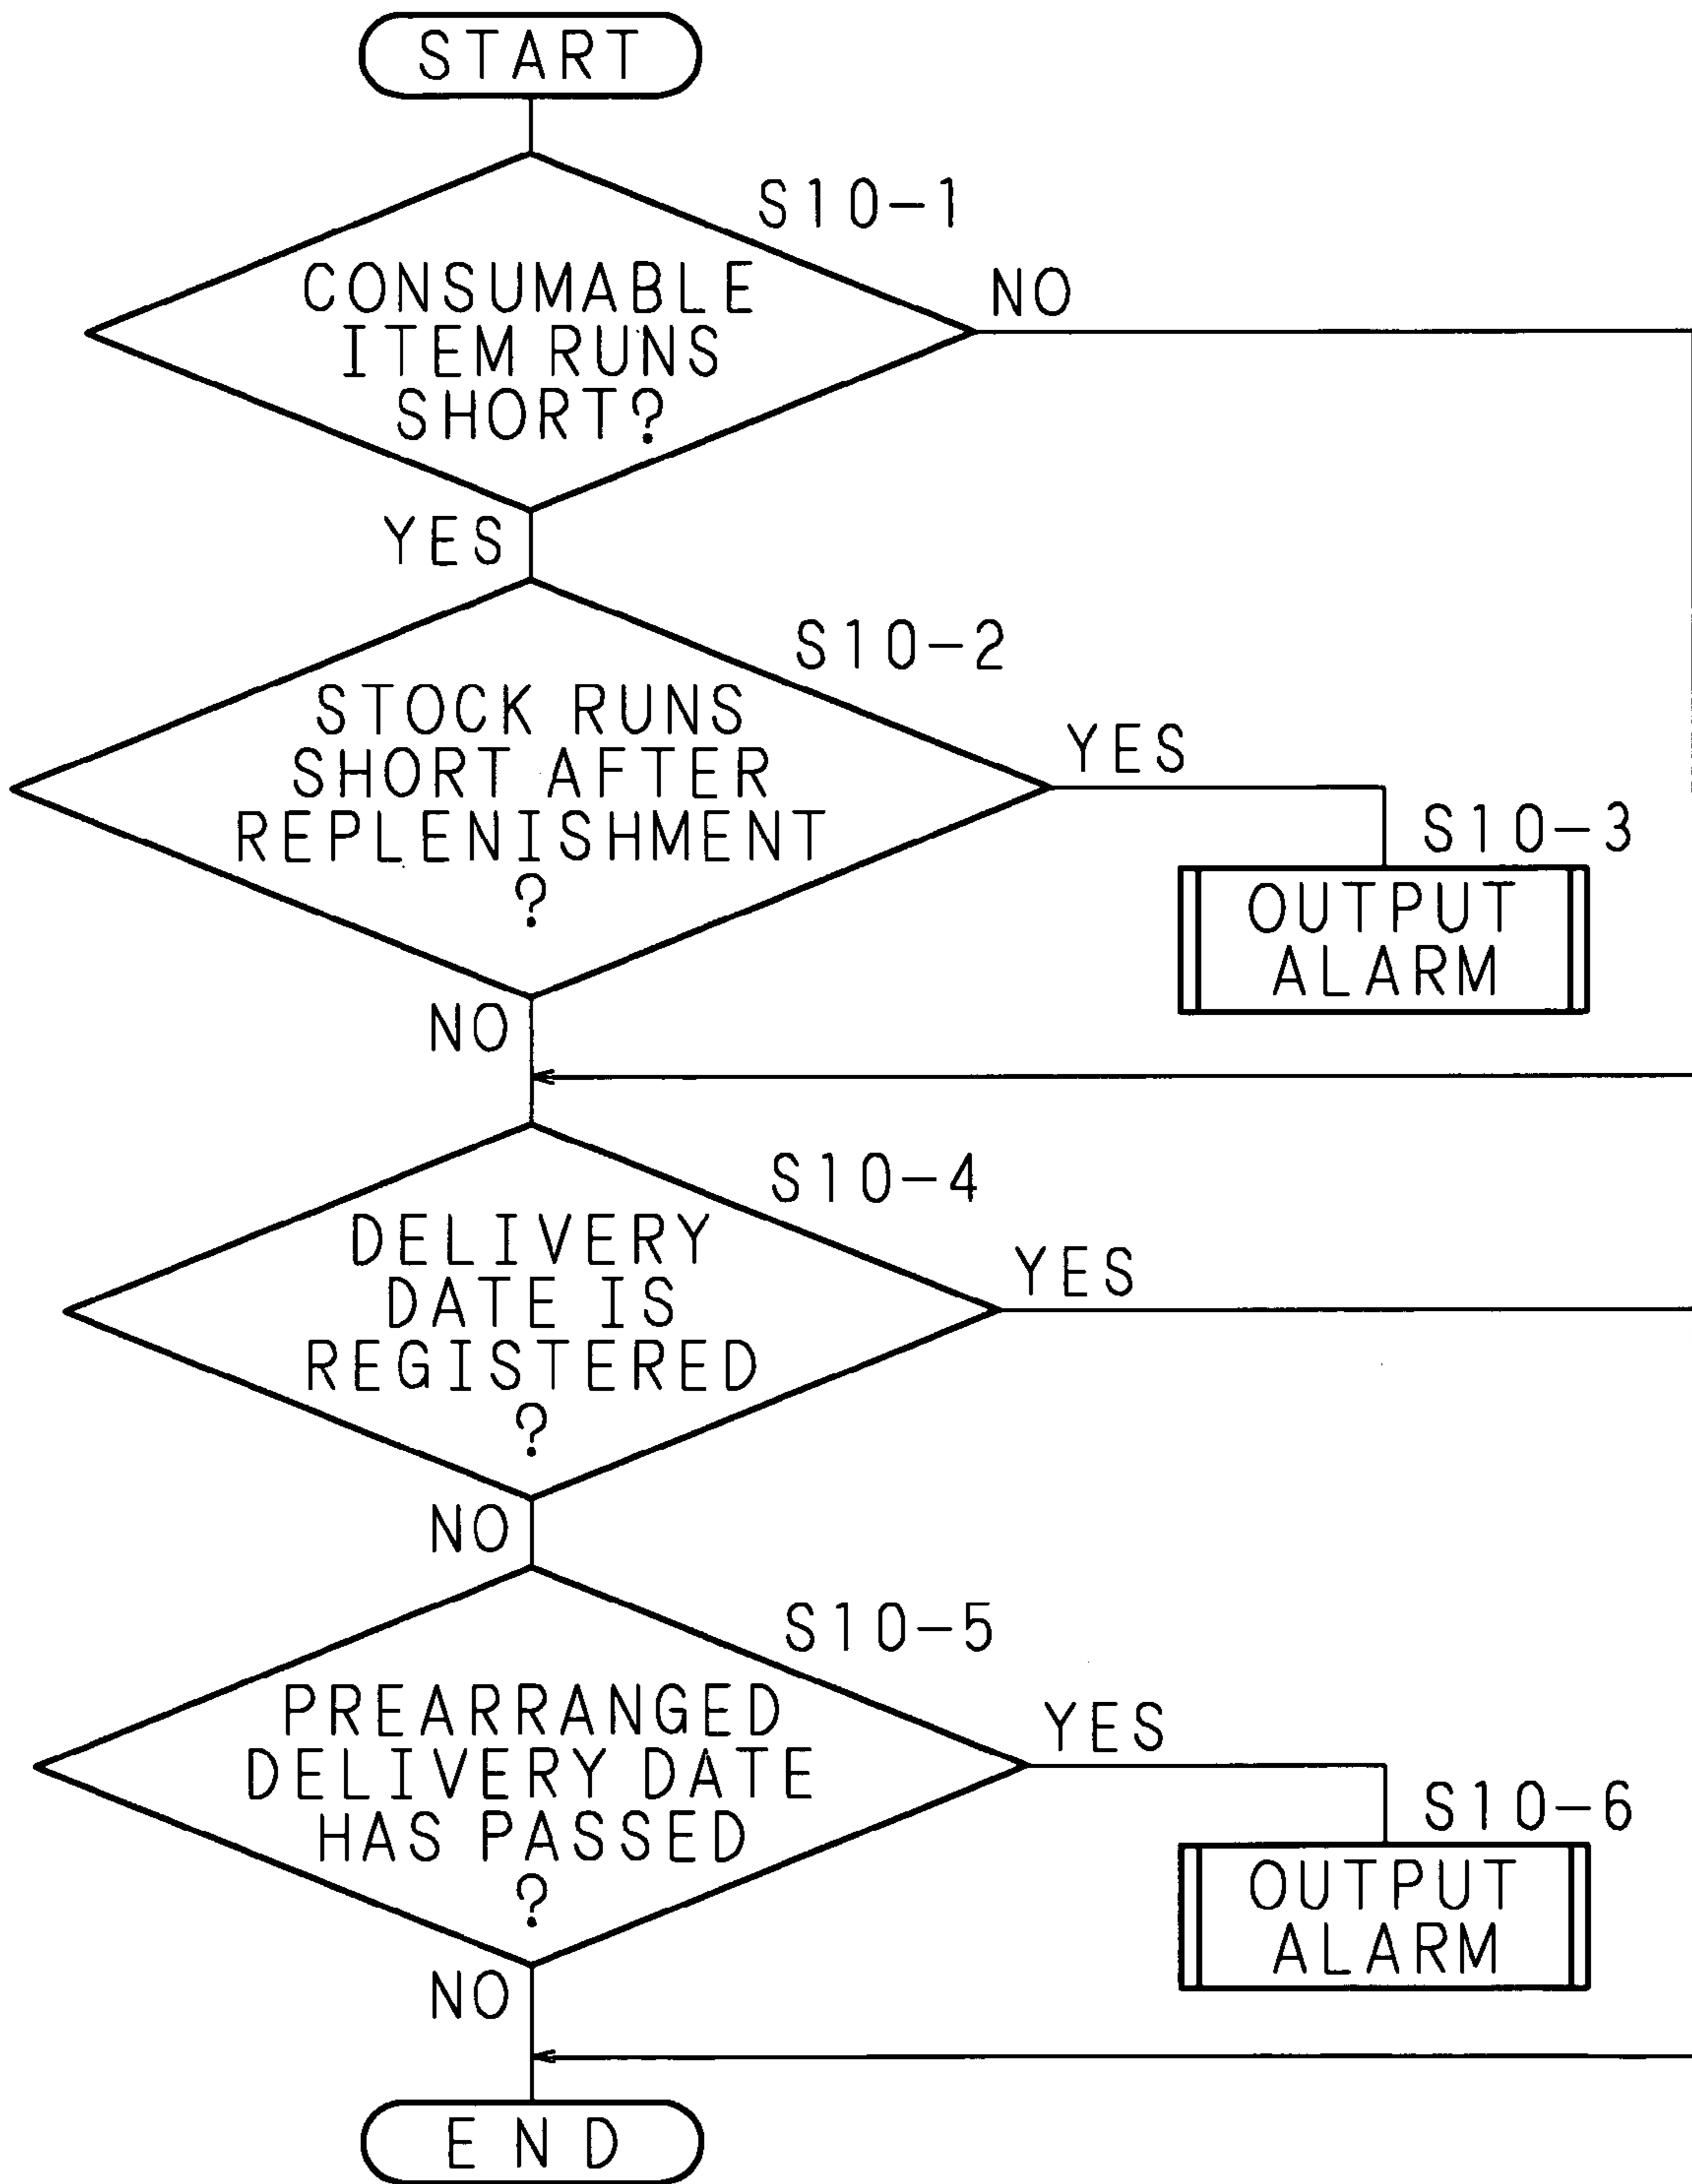 START
S10-1
CONSUMABLE
ITEM RUNS
SHORT?
NO
YES
S10-2
STOCK RUNS
SHORT AFTER
REPLENISHMENT
?
YES
S10-3
OUTPUT
ALARM
NO
S10-4
DELIVERY
DATE IS
REGISTERED
?
YES
NO
S10-5
PREARRANGED
DELIVERY DATE
HAS PASSED
?
YES
S10-6
OUTPUT
ALARM
NO
END